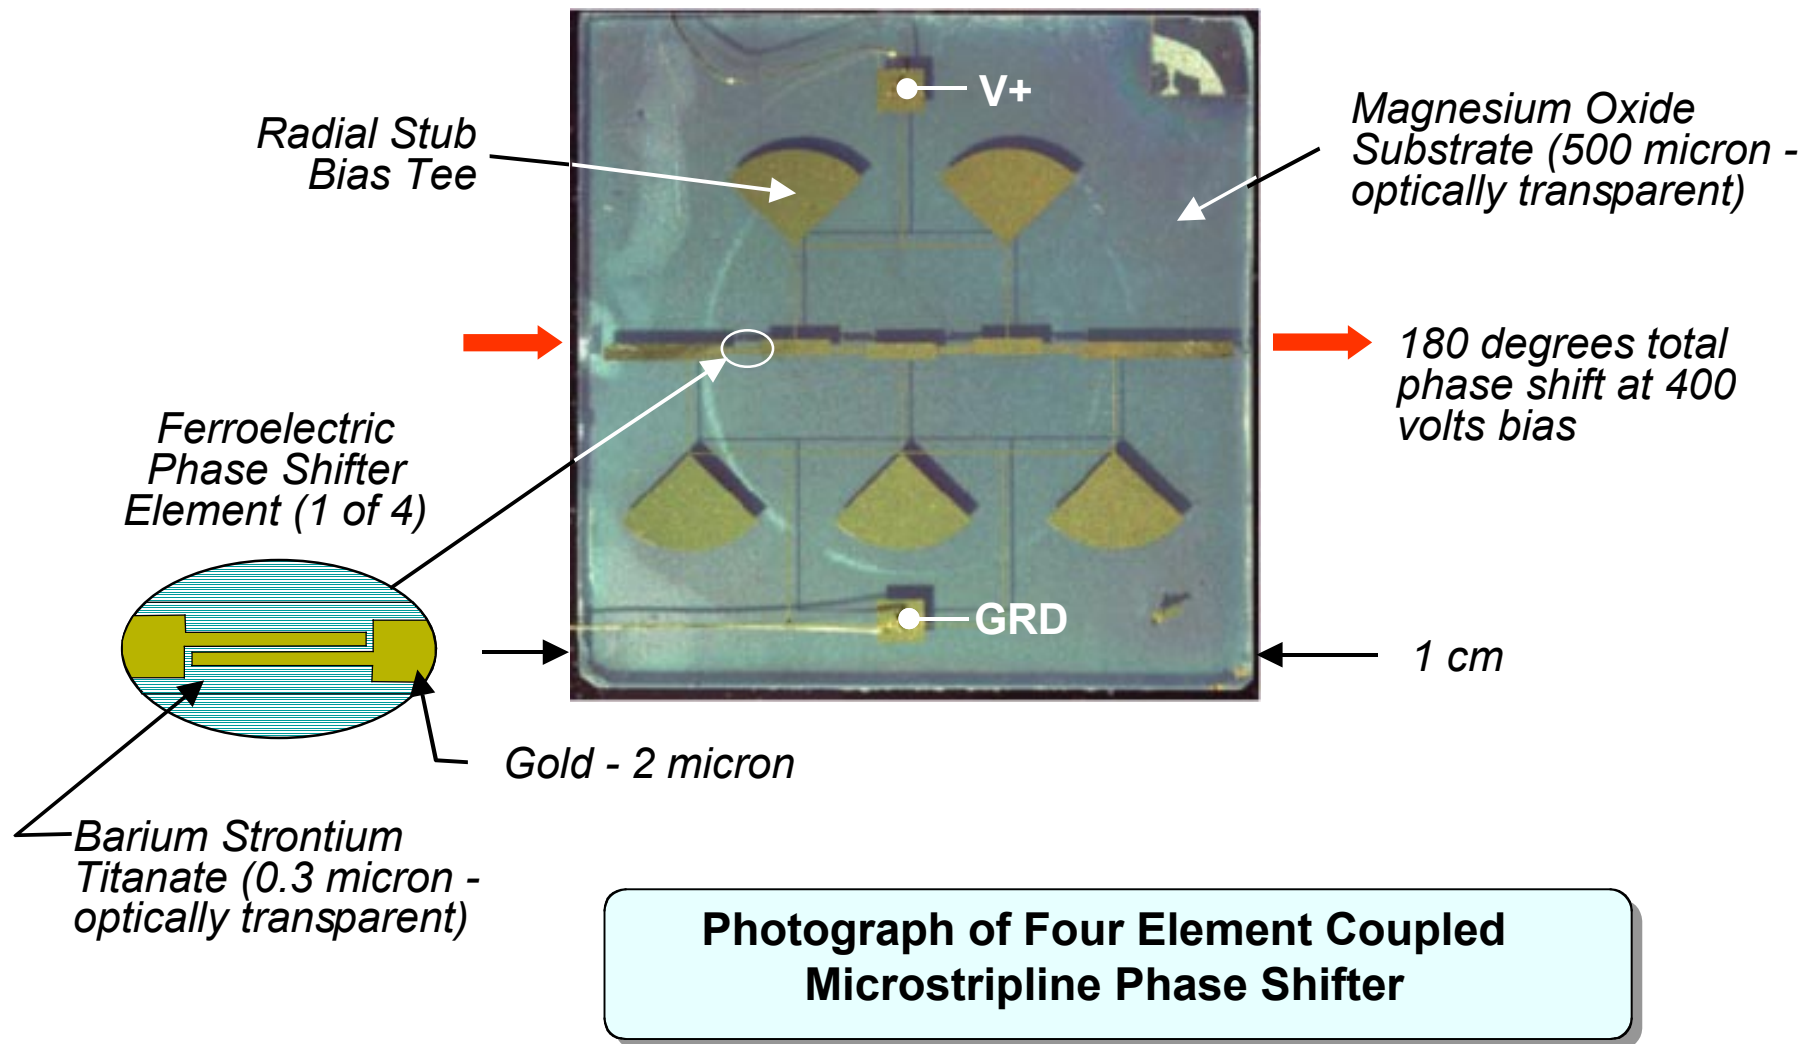 V+
Radial Stub
Bias Tee
Magnesium Oxide
Substrate (500 micron -
optically transparent)
180 degrees total
phase shift at 400
volts bias
Ferroelectric
Phase Shifter
Element (1 of 4)
GRD
1 cm
Gold - 2 micron
Barium Strontium
Titanate (0.3 micron -
optically transparent)
Photograph of Four Element Coupled
Microstripline Phase Shifter